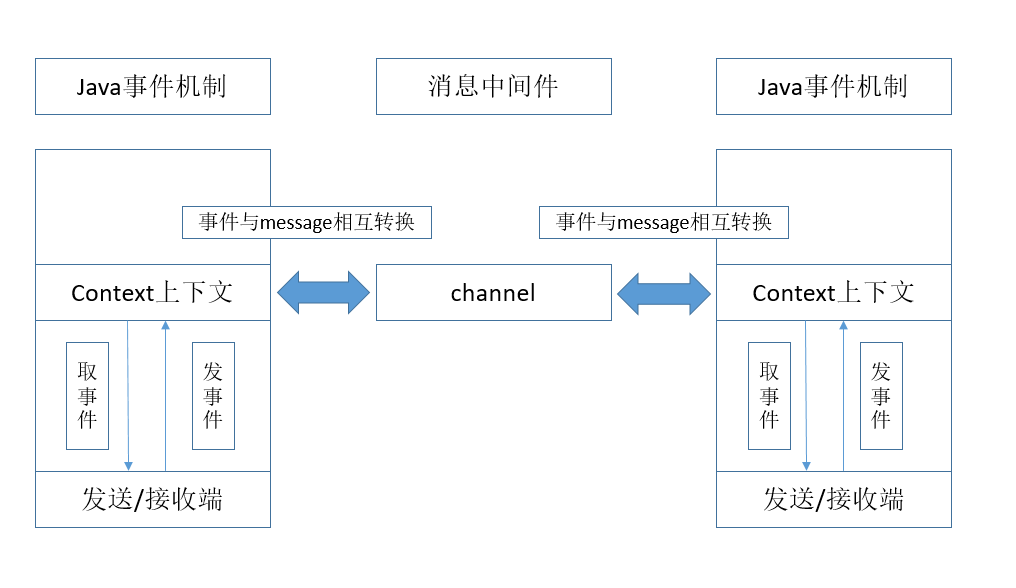 Java事件机制
消息中间件
Java事件机制
事件与message相互转换
事件与message相互转换
Context上下文
channel
Context上下文
取
事
件
发
事
件
取
事
件
发
事
件
发送/接收端
发送/接收端